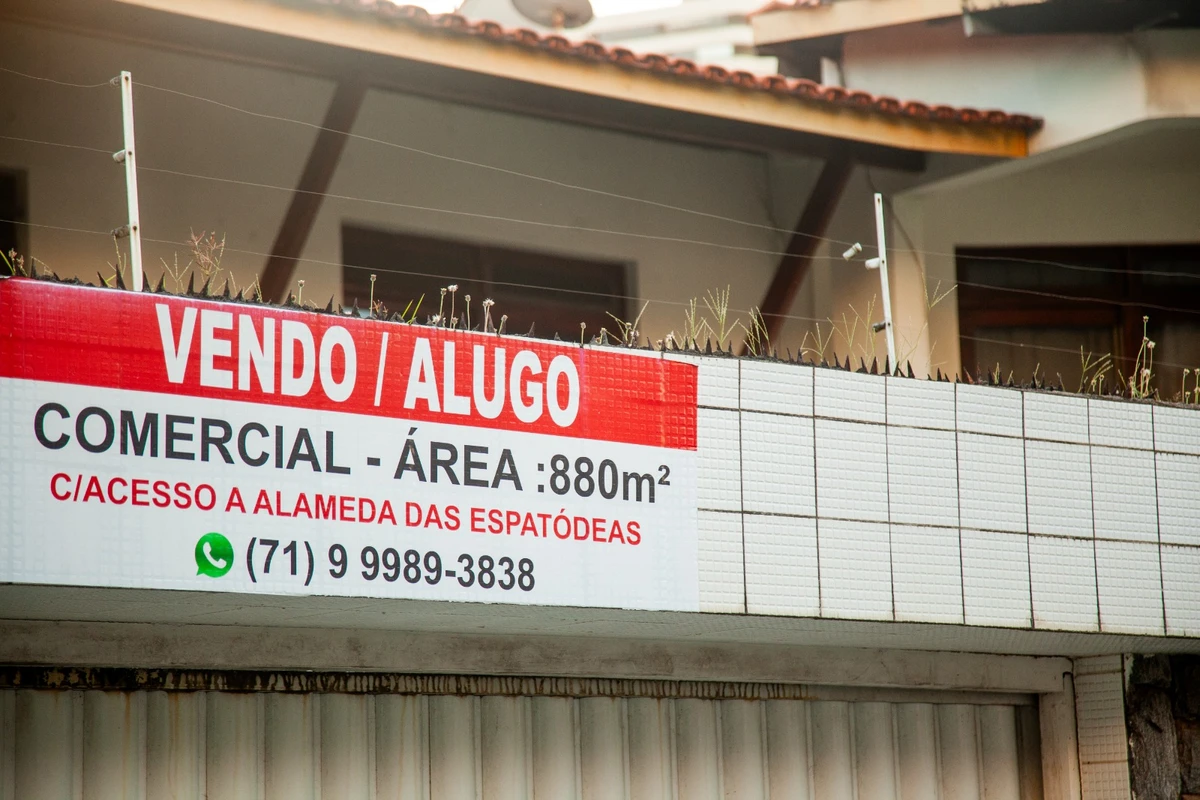 VENDO / ALUGO
COMERCIAL - ÁREA :880m²
C/ACESSO A ALAMEDA DAS ESPATÓDEAS
(71) 9 9989-3838